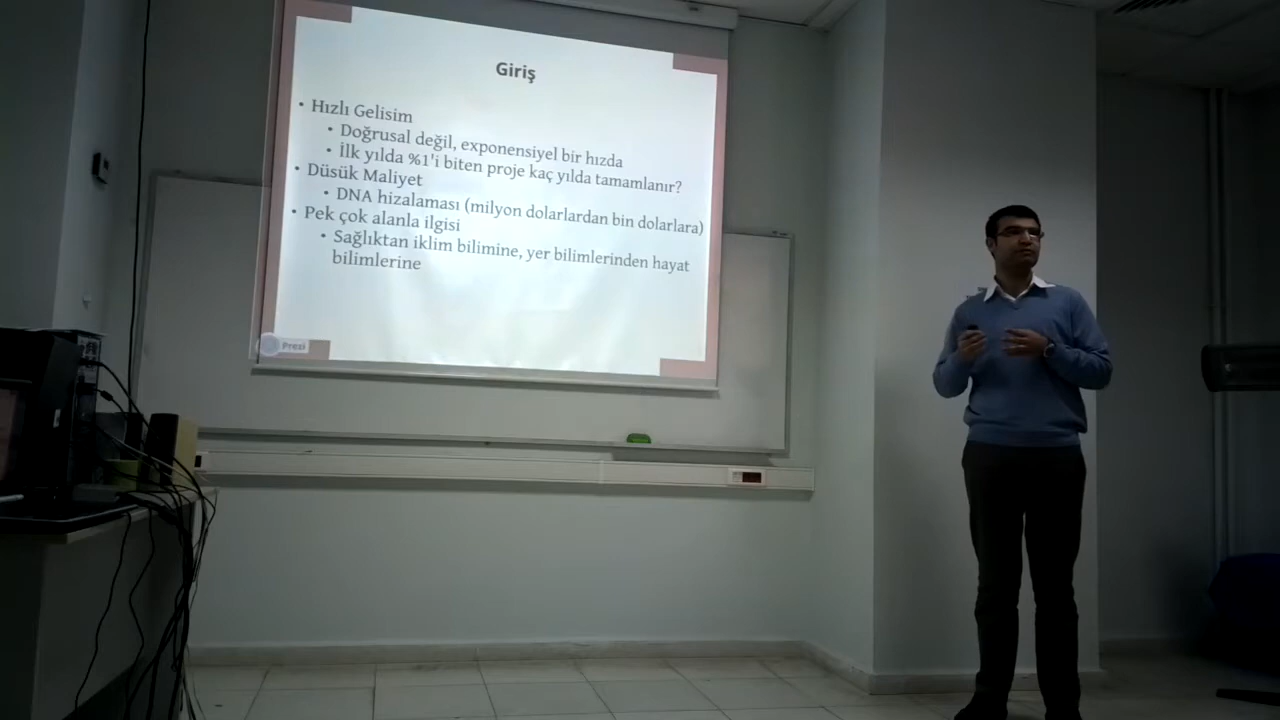 Giriş
• Hızlı Gelisim
• Doğrusal değil, exponensiyel bir hızda
• İlk yılda %1'i biten proje kaç yılda tamamlanır?
• Düsük Maliyet
• DNA hizalaması (milyon dolarlardan bin dolarlara)
• Pek çok alanla ilgisi
• Sağlıktan iklim bilimine, yer bilimlerinden hayat
bilimlerine
Prezi